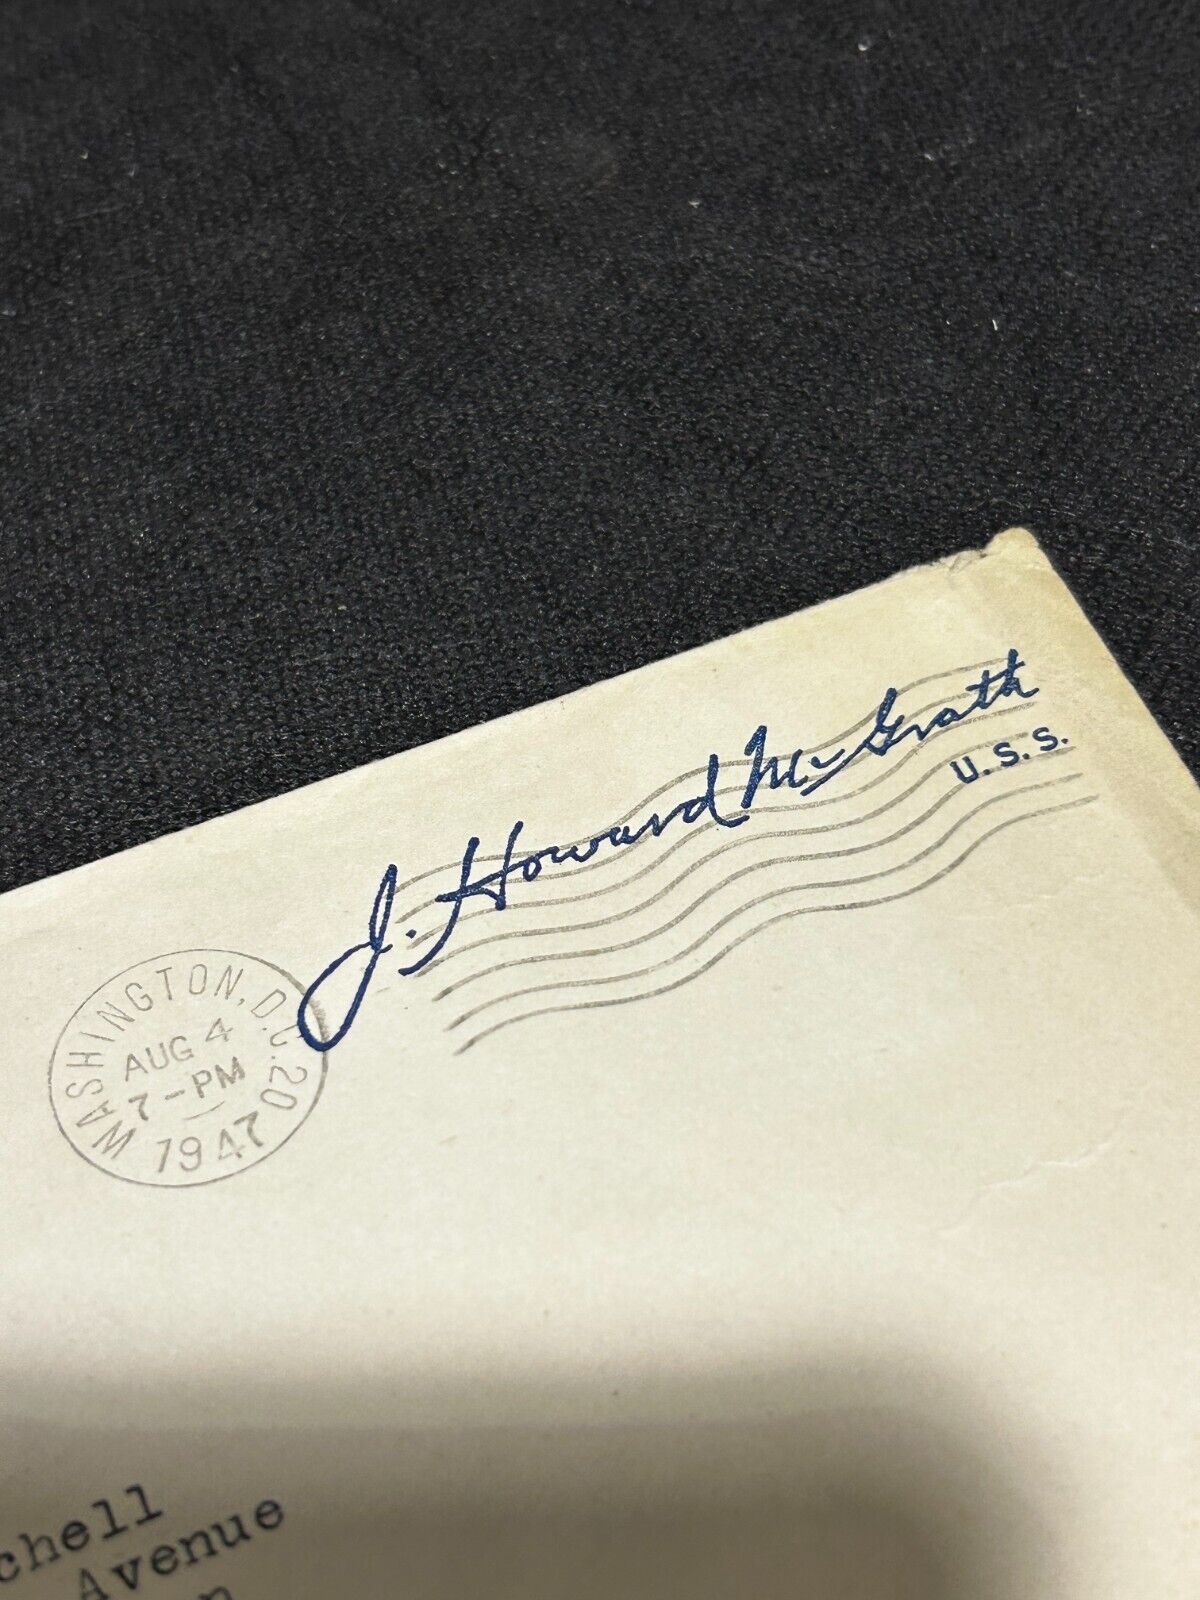 J. Howard McGrath
U.S.S.
WASHINGTON, D.C. 20
AUG 4
7-PM
1947
chell
Avenue